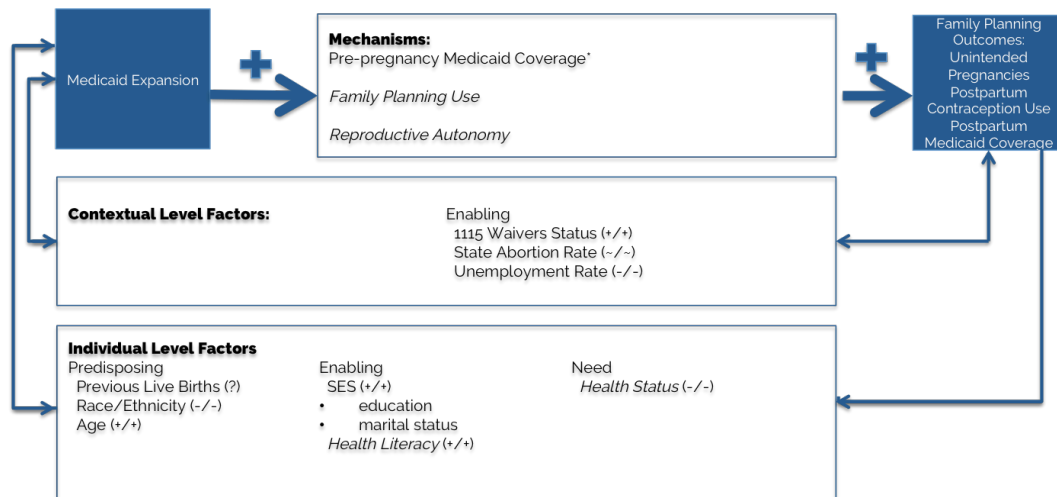 Medicaid Expansion
Mechanisms:
Pre-pregnancy Medicaid Coverage*
Family Planning Use
Reproductive Autonomy
Family Planning
Outcomes:
Unintended
Pregnancies
Postpartum
Contraception Use
Postpartum
Medicaid Coverage
Contextual Level Factors:
Enabling
1115 Waivers Status (+/+)
State Abortion Rate (~/~)
Unemployment Rate (-/-)
Individual Level Factors
Predisposing
Previous Live Births (?)
Race/Ethnicity (-/-)
Age (+/+)
Enabling
SES (+/+)
• education
• marital status
Health Literacy (+/+)
Need
Health Status (-/-)